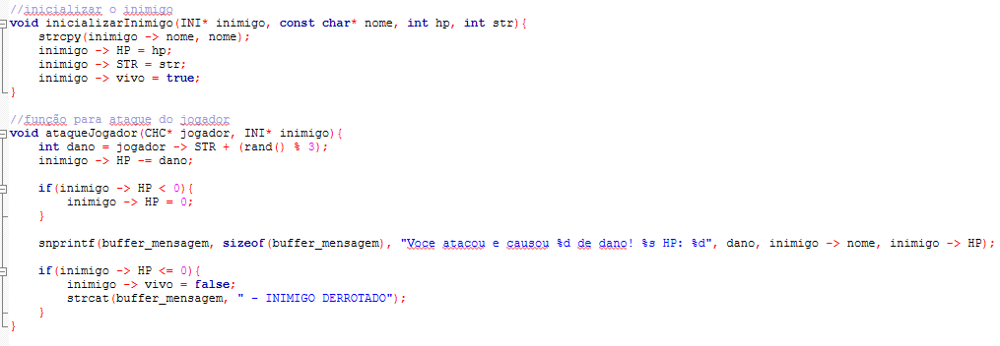 //inicializar o inimigo
void inicializarInimigo(INI* inimigo, const char* nome, int hp, int str){
    strcpy(inimigo -> nome, nome);
    inimigo -> HP = hp;
    inimigo -> STR = str;
    inimigo -> vivo = true;
}

//função para ataque do jogador
void ataqueJogador(CHC* jogador, INI* inimigo){
    int dano = jogador -> STR + (rand() % 3);
    inimigo -> HP -= dano;

    if(inimigo -> HP < 0){
        inimigo -> HP = 0;
    }

    snprintf(buffer_mensagem, sizeof(buffer_mensagem), "Voce atacou e causou %d de dano! %s HP: %d", dano, inimigo -> nome, inimigo -> HP);

    if(inimigo -> HP <= 0){
        inimigo -> vivo = false;
        strcat(buffer_mensagem, " - INIMIGO DERROTADO");
    }
}